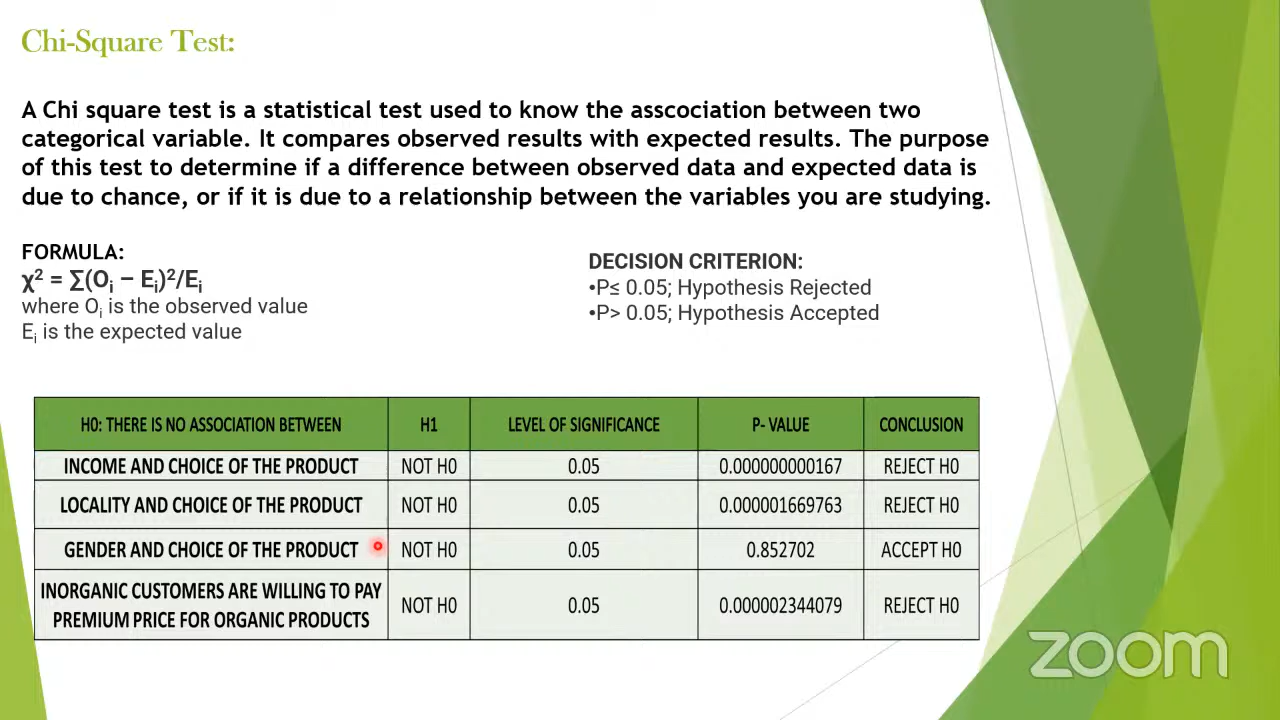 Chi-Square Test:
A Chi square test is a statistical test used to know the asscociation between two
categorical variable. It compares observed results with expected results. The purpose
of this test to determine if a difference between observed data and expected data is
due to chance, or if it is due to a relationship between the variables you are studying.
FORMULA:
χ² = ∑(Oᵢ – Eᵢ)²/Eᵢ
where Oᵢ is the observed value
Eᵢ is the expected value
DECISION CRITERION:
•P≤ 0.05; Hypothesis Rejected
•P> 0.05; Hypothesis Accepted
H0: THERE IS NO ASSOCIATION BETWEEN H1 LEVEL OF SIGNIFICANCE P- VALUE CONCLUSION
INCOME AND CHOICE OF THE PRODUCT NOT H0 0.05 0.000000000167 REJECT H0
LOCALITY AND CHOICE OF THE PRODUCT NOT H0 0.05 0.000001669763 REJECT H0
GENDER AND CHOICE OF THE PRODUCT NOT H0 0.05 0.852702 ACCEPT H0
INORGANIC CUSTOMERS ARE WILLING TO PAY
PREMIUM PRICE FOR ORGANIC PRODUCTS NOT H0 0.05 0.000002344079 REJECT H0
zoom